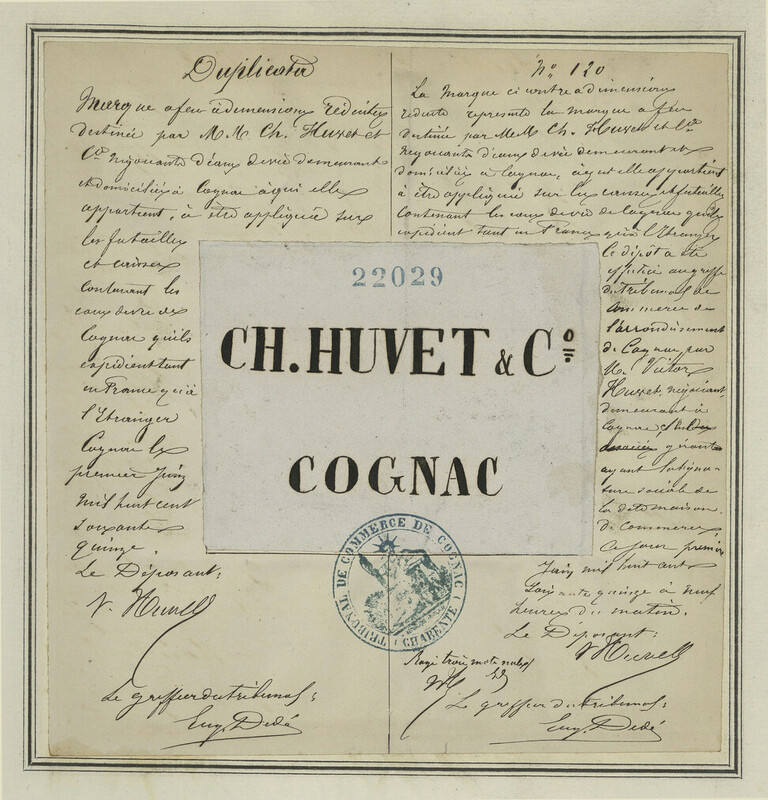 Duplicata
Marque a feu à dimensions réduites
destinée par M.M. Ch. Huvet et
Cie négociants d'eaux de vie demeurant
et domiciliés à Cognac à qui elle
appartient, à être appliquée sur
les futailles
et caisses
contenant les
eaux de vie de
Cognac qu'ils
expédient tant
en France qu'à
l'Etranger
Cognac le
premier Juin
mil huit cent
soixante
quinze.
Le Déposant:
V. Huvet
Le greffier du tribunal:
Eug. Dedé
No 120
La Marque ci contre a dimensions
réduite représente la marque a feu
destinée par M.M. Ch. Huvet et Cie
négociants d'eaux de vie demeurant et
domiciliés à Cognac, à qui elle appartient
à être appliquée sur les caisses et futailles
contenant les eaux de vie de Cognac qu'ils
expédient tant en France qu'à l'Etranger
le dépôt a été
effectué au greffe
du tribunal de
commerce de
l'arrondissement
de Cognac par
M. Victor
Huvet, négociant,
demeurant à
Cognac
gérant
ayant la signa-
ture sociale de
la dite maison
de commerce
ce jour premier
Juin mil huit cent
soixante quinze à neuf
heures du matin.
Le Déposant:
V Huvet
Rayé trois mots nuls
Le greffier du tribunal:
Eug. Dedé
22029
CH. HUVET & Cº
COGNAC
TRIBUNAL DE COMMERCE DE COGNAC (CHARENTE)